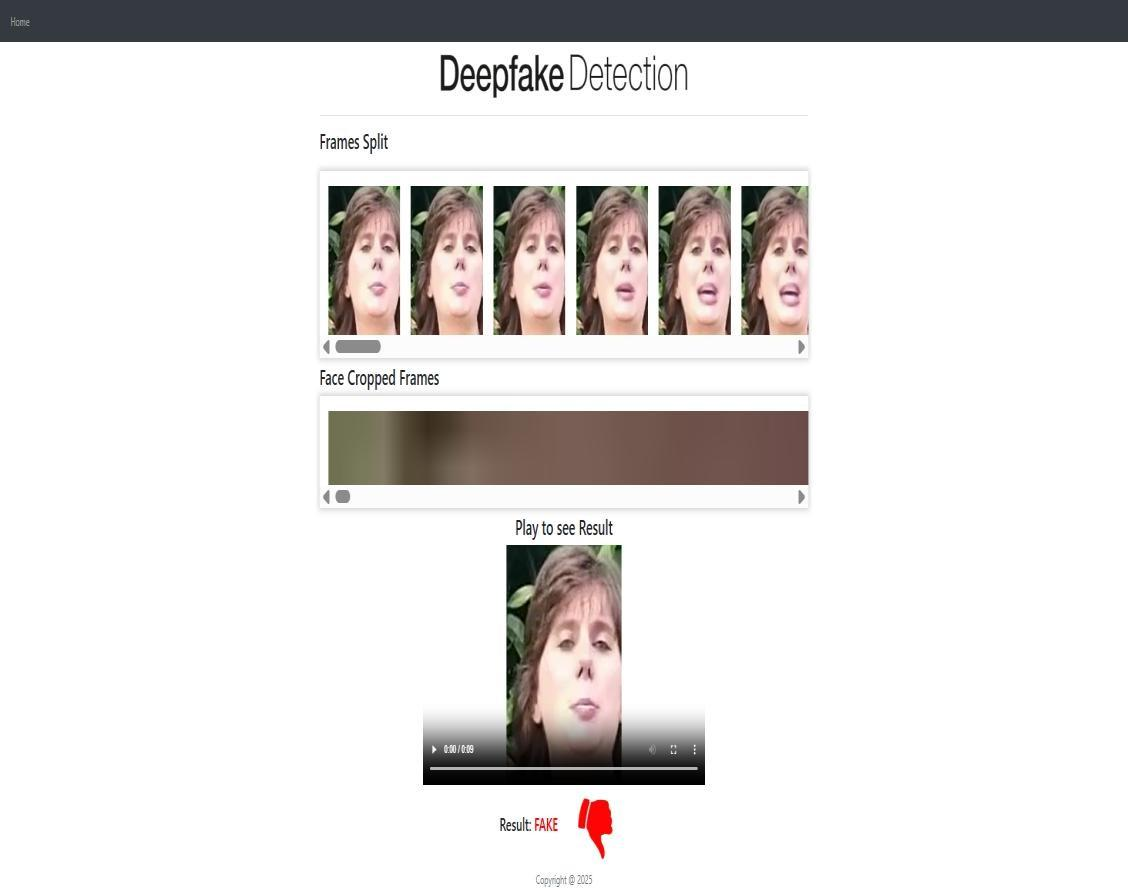 Home
Deepfake Detection
Frames Split
Face Cropped Frames
Play to see Result
0:00 / 0:09
Result: FAKE
Copyright @ 2025